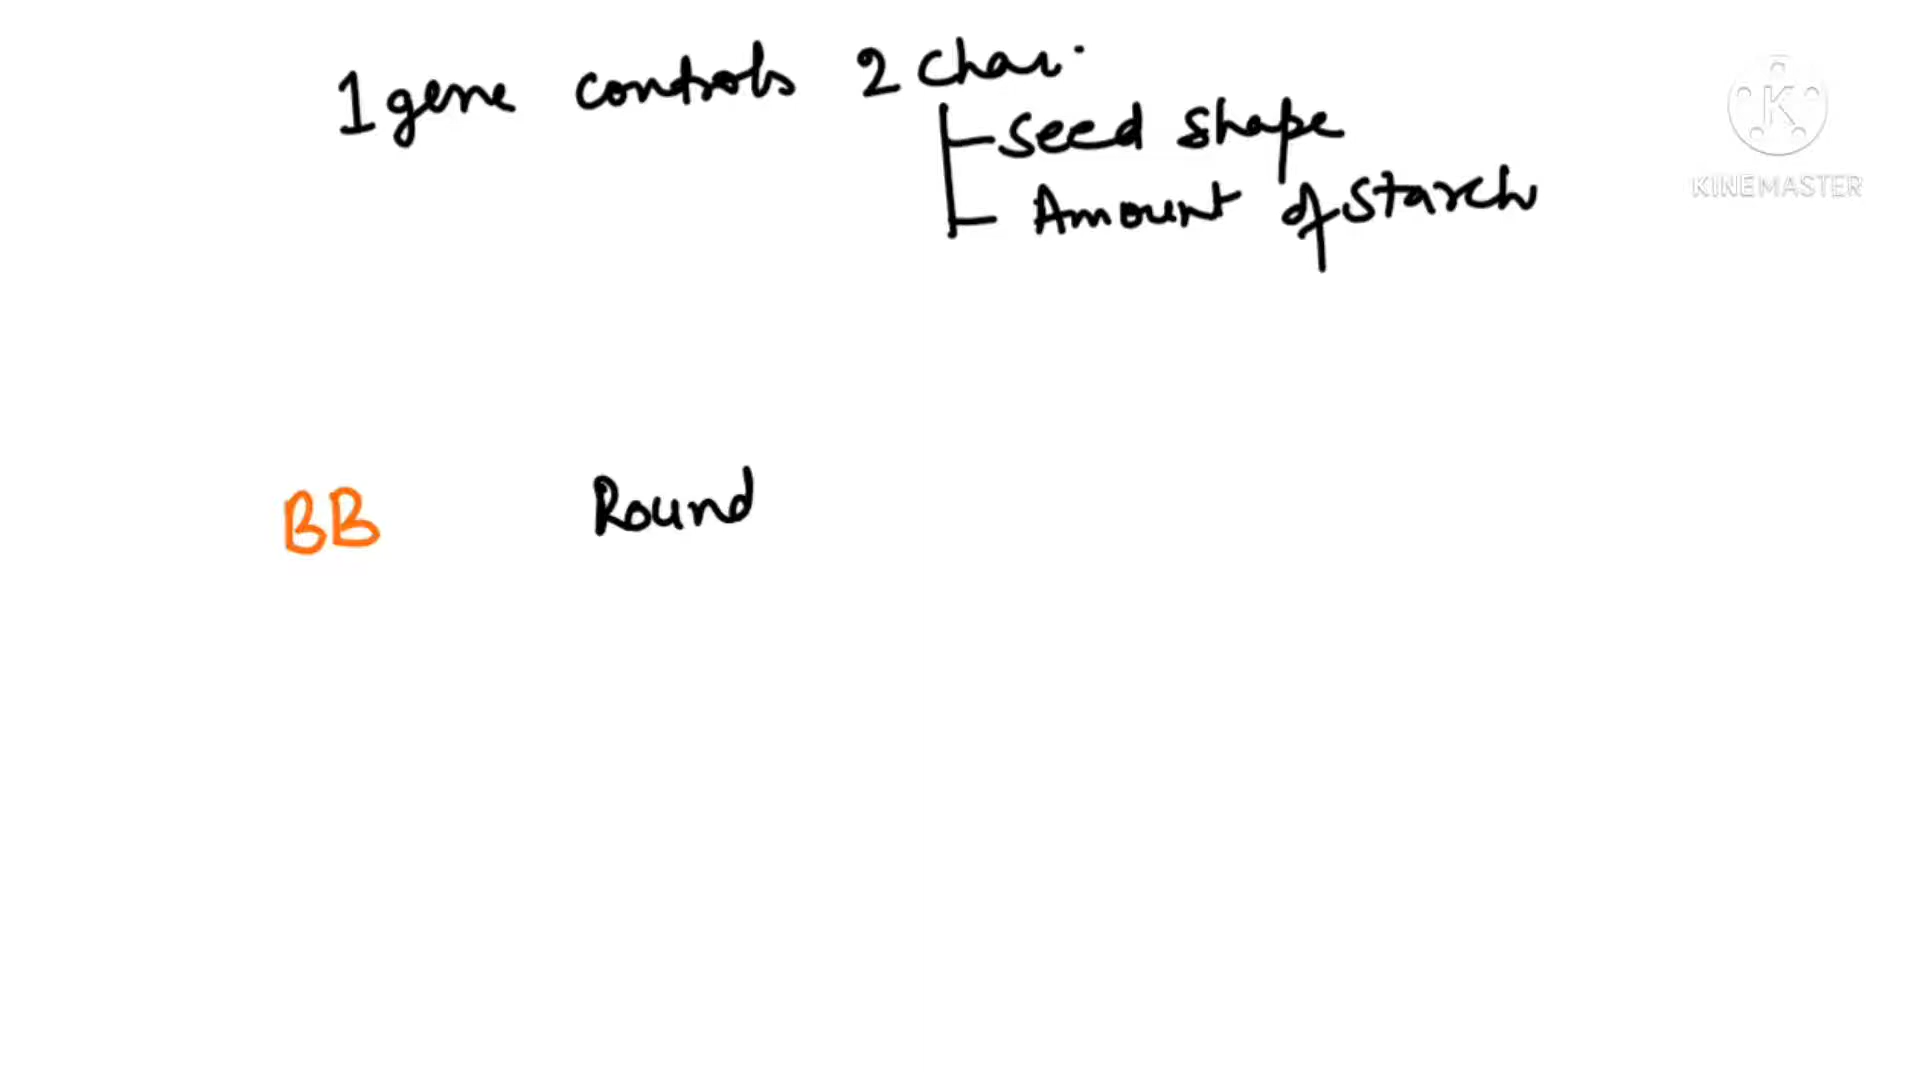 1 gene controls 2 char.
Seed shape
Amount of starch
K
KINEMASTER
BB Round